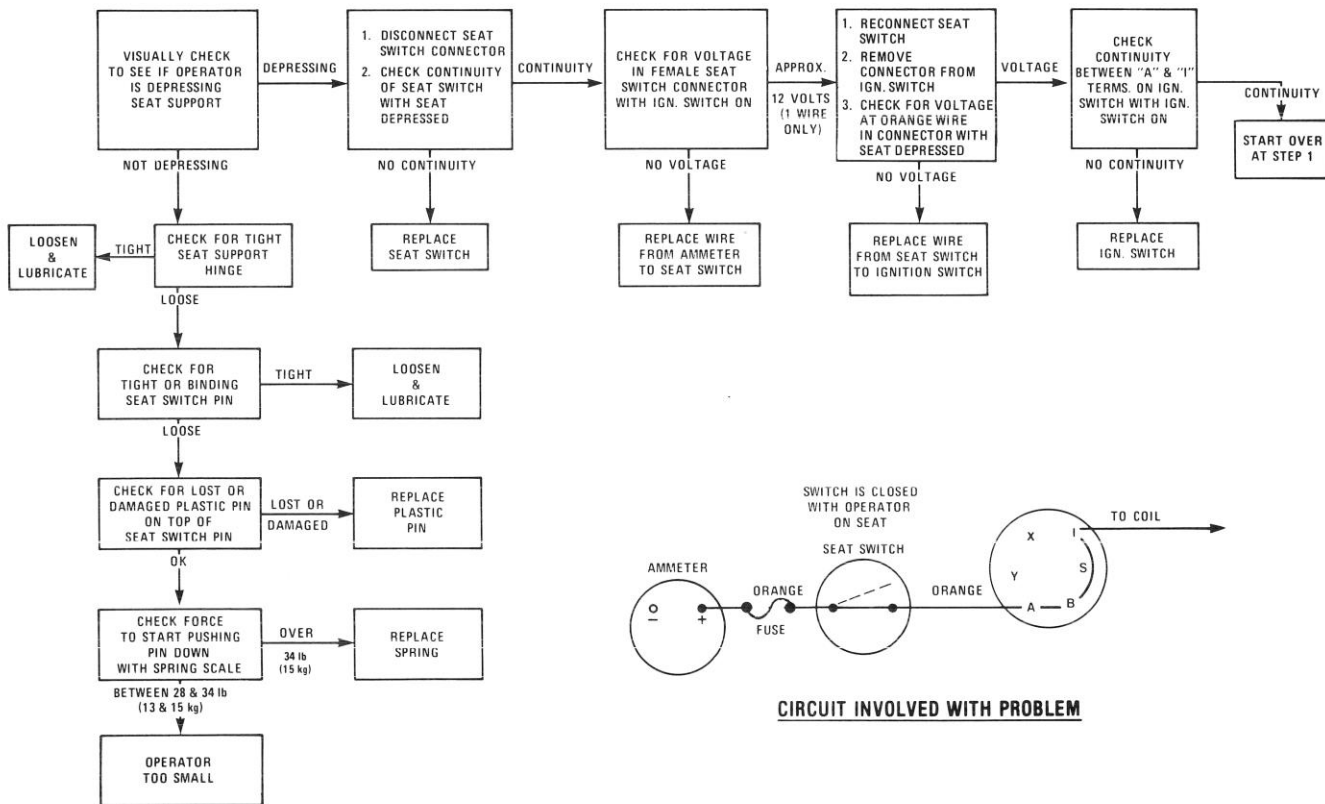 VISUALLY CHECK
TO SEE IF OPERATOR
IS DEPRESSING
SEAT SUPPORT
DEPRESSING
1. DISCONNECT SEAT
SWITCH CONNECTOR
2. CHECK CONTINUITY
OF SEAT SWITCH
WITH SEAT
DEPRESSED
CONTINUITY
CHECK FOR VOLTAGE
IN FEMALE SEAT
SWITCH CONNECTOR
WITH IGN. SWITCH ON
APPROX.
12 VOLTS
(1 WIRE
ONLY)
1. RECONNECT SEAT
SWITCH
2. REMOVE
CONNECTOR FROM
IGN. SWITCH
3. CHECK FOR VOLTAGE
AT ORANGE WIRE
IN CONNECTOR WITH
SEAT DEPRESSED
VOLTAGE
CHECK
CONTINUITY
BETWEEN "A" & "I"
TERMS. ON IGN.
SWITCH WITH IGN.
SWITCH ON
CONTINUITY
START OVER
AT STEP 1
NOT DEPRESSING
NO CONTINUITY
NO VOLTAGE
NO VOLTAGE
NO CONTINUITY
LOOSEN
&
LUBRICATE
TIGHT
CHECK FOR TIGHT
SEAT SUPPORT
HINGE
REPLACE
SEAT SWITCH
REPLACE WIRE
FROM AMMETER
TO SEAT SWITCH
REPLACE WIRE
FROM SEAT SWITCH
TO IGNITION SWITCH
REPLACE
IGN. SWITCH
LOOSE
CHECK FOR
TIGHT OR BINDING
SEAT SWITCH PIN
TIGHT
LOOSEN
&
LUBRICATE
LOOSE
CHECK FOR LOST OR
DAMAGED PLASTIC PIN
ON TOP OF
SEAT SWITCH PIN
LOST OR
DAMAGED
REPLACE
PLASTIC
PIN
OK
CHECK FORCE
TO START PUSHING
PIN DOWN
WITH SPRING SCALE
OVER
34 lb
(15 kg)
REPLACE
SPRING
BETWEEN 28 & 34 lb
(13 & 15 kg)
OPERATOR
TOO SMALL
SWITCH IS CLOSED
WITH OPERATOR
ON SEAT
SEAT SWITCH
AMMETER
− +
ORANGE
FUSE
ORANGE
X
I
Y
S
A
B
TO COIL
CIRCUIT INVOLVED WITH PROBLEM